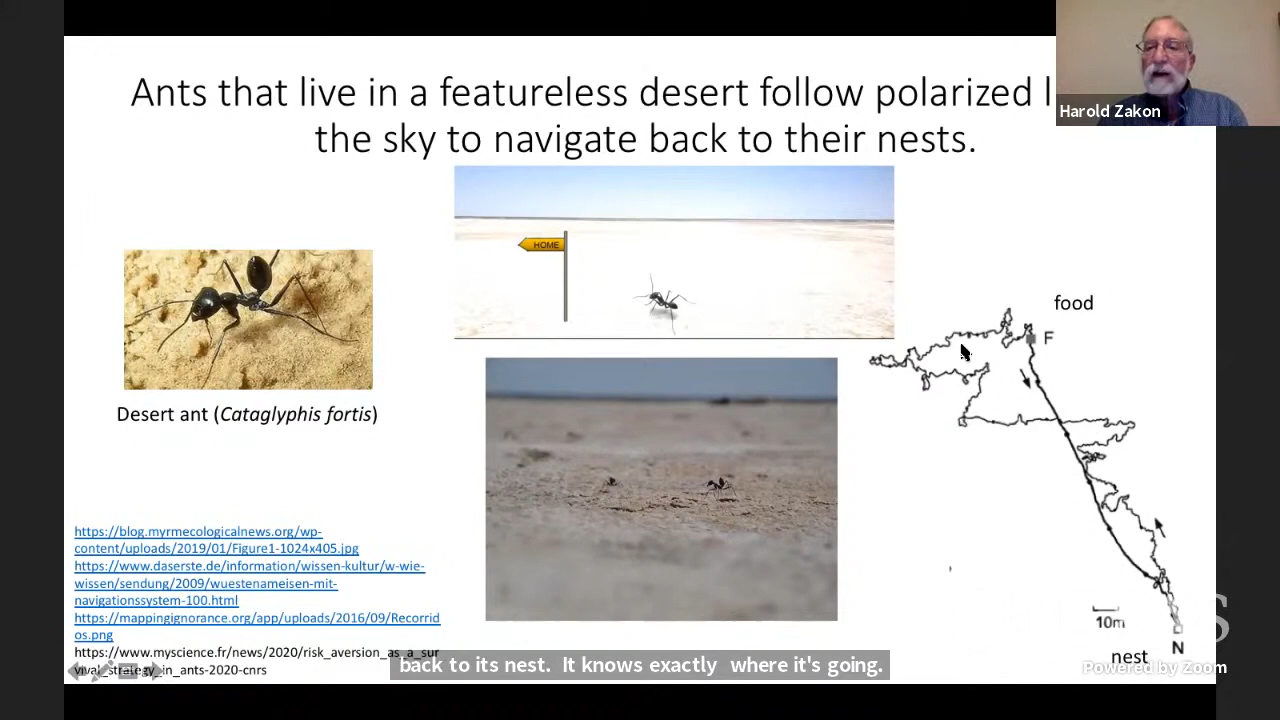 Ants that live in a featureless desert follow polarized l
the sky to navigate back to their nests.
Harold Zakon
HOME
food
F
Desert ant (Cataglyphis fortis)
https://blog.myrmecologicalnews.org/wp-
content/uploads/2019/01/Figure1-1024x405.jpg
https://www.daserste.de/information/wissen-kultur/w-wie-
wissen/sendung/2009/wuestenameisen-mit-
navigationssystem-100.html
https://mappingignorance.org/app/uploads/2016/09/Recorrid
os.png
https://www.myscience.fr/news/2020/risk_aversion_as_a_sur
vival_strategy_in_ants-2020-cnrs
10m
N
nest
S
back to its nest. It knows exactly where it's going.
Powered by Zoom